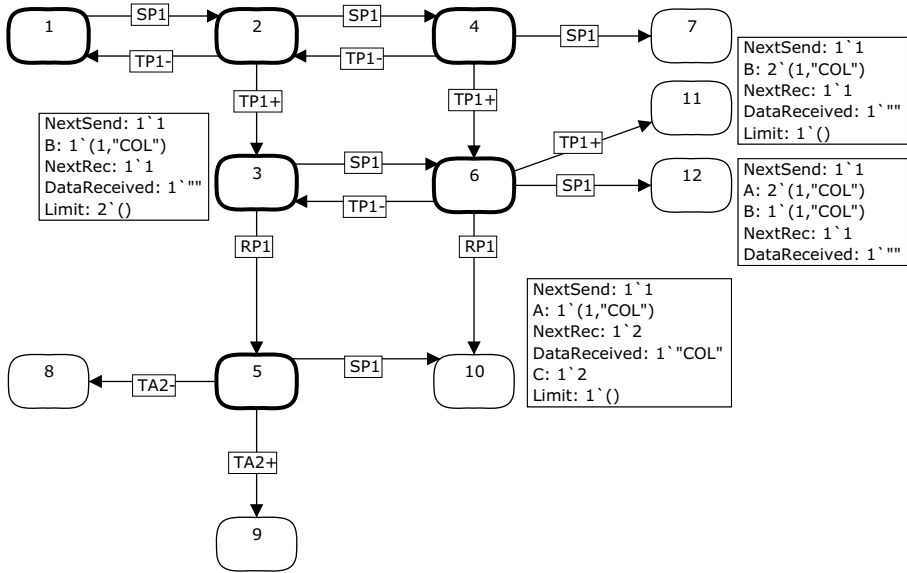 1
SP1
2
SP1
4
SP1
7
TP1-
TP1-
NextSend: 1`1
B: 2`(1,"COL")
NextRec: 1`1
DataReceived: 1`""
Limit: 1`()
TP1+
TP1+
11
TP1+
NextSend: 1`1
B: 1`(1,"COL")
NextRec: 1`1
DataReceived: 1`""
Limit: 2`()
3
SP1
6
SP1
12
TP1-
NextSend: 1`1
A: 2`(1,"COL")
B: 1`(1,"COL")
NextRec: 1`1
DataReceived: 1`""
RP1
RP1
NextSend: 1`1
A: 1`(1,"COL")
NextRec: 1`2
DataReceived: 1`"COL"
C: 1`2
Limit: 1`()
8
TA2-
5
SP1
10
TA2+
9